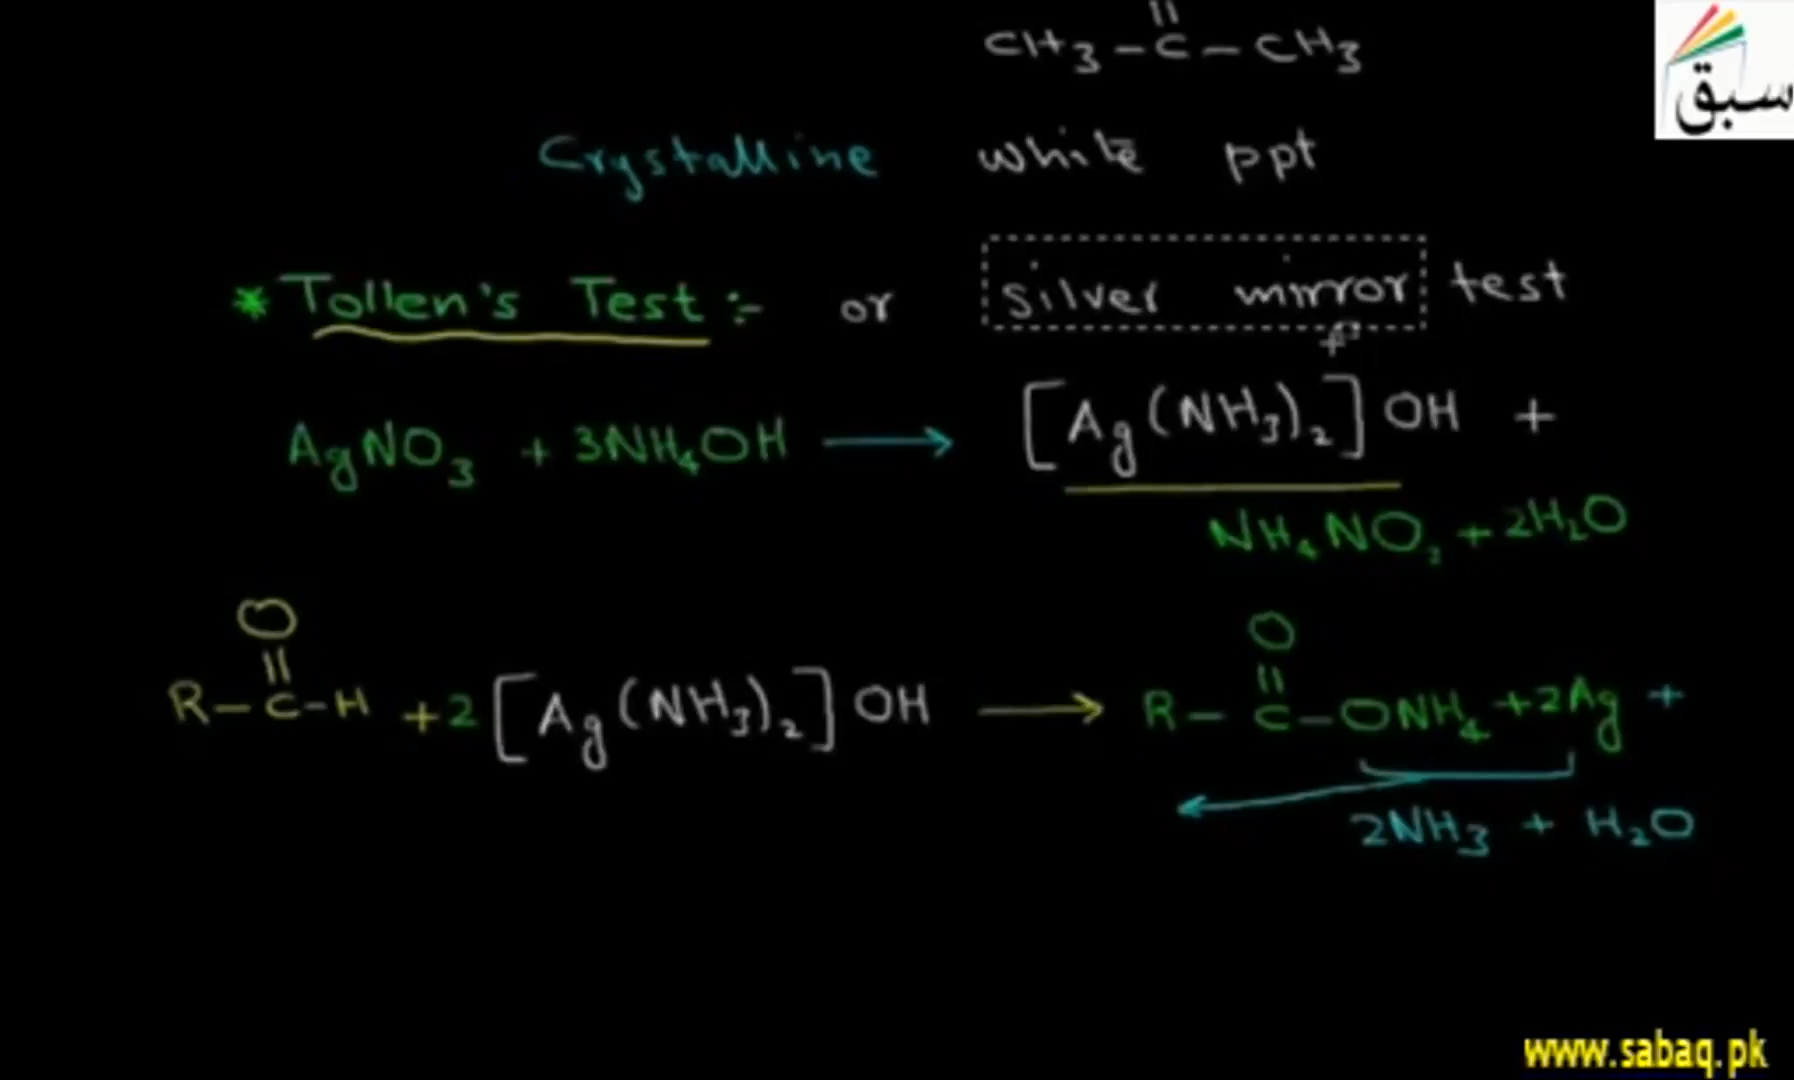 CH3 – C – CH3
سبق
Crystalline white ppt
* Tollen's Test :- or silver mirror test
AgNO3 + 3NH4OH → [Ag(NH3)2]OH +
NH4NO3 + 2H2O
O O
R – C – H + 2 [Ag(NH3)2]OH → R – C – ONH4 + 2Ag +
2NH3 + H2O
www.sabaq.pk